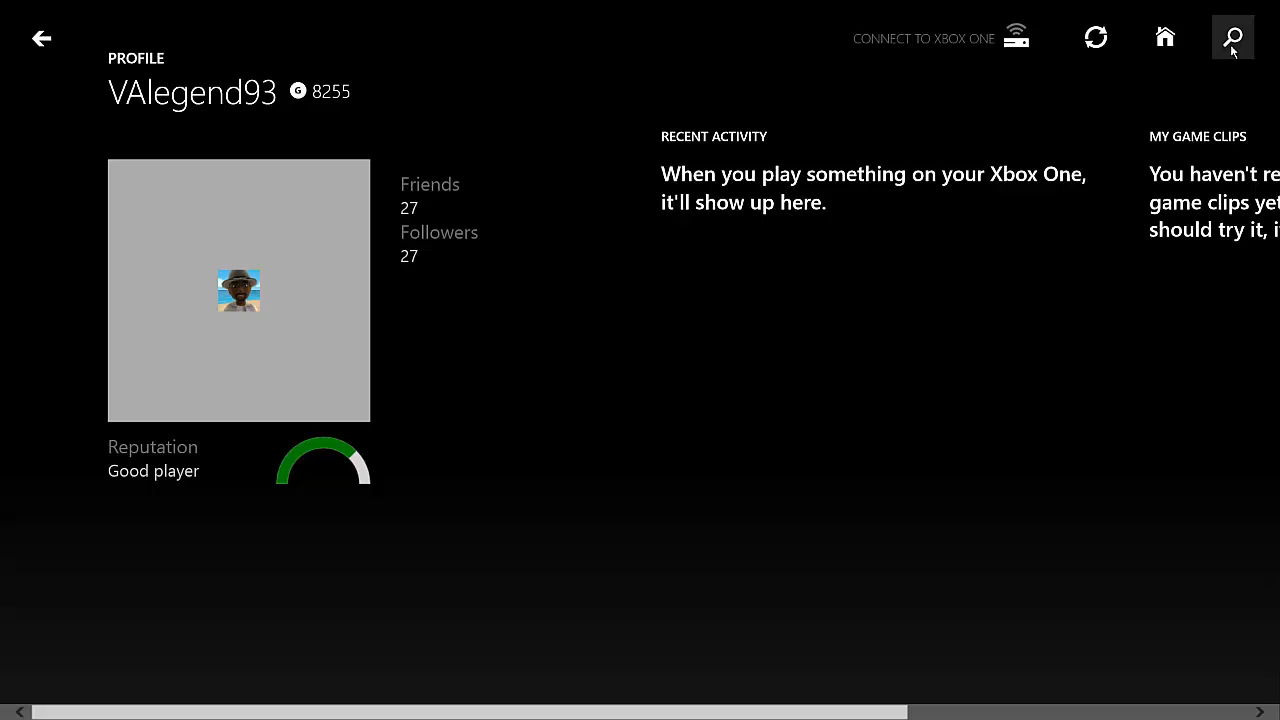 CONNECT TO XBOX ONE
PROFILE
VAlegend93 G 8255
Friends
27
Followers
27
Reputation
Good player
RECENT ACTIVITY
When you play something on your Xbox One,
it'll show up here.
MY GAME CLIPS
You haven't re
game clips yet
should try it, i